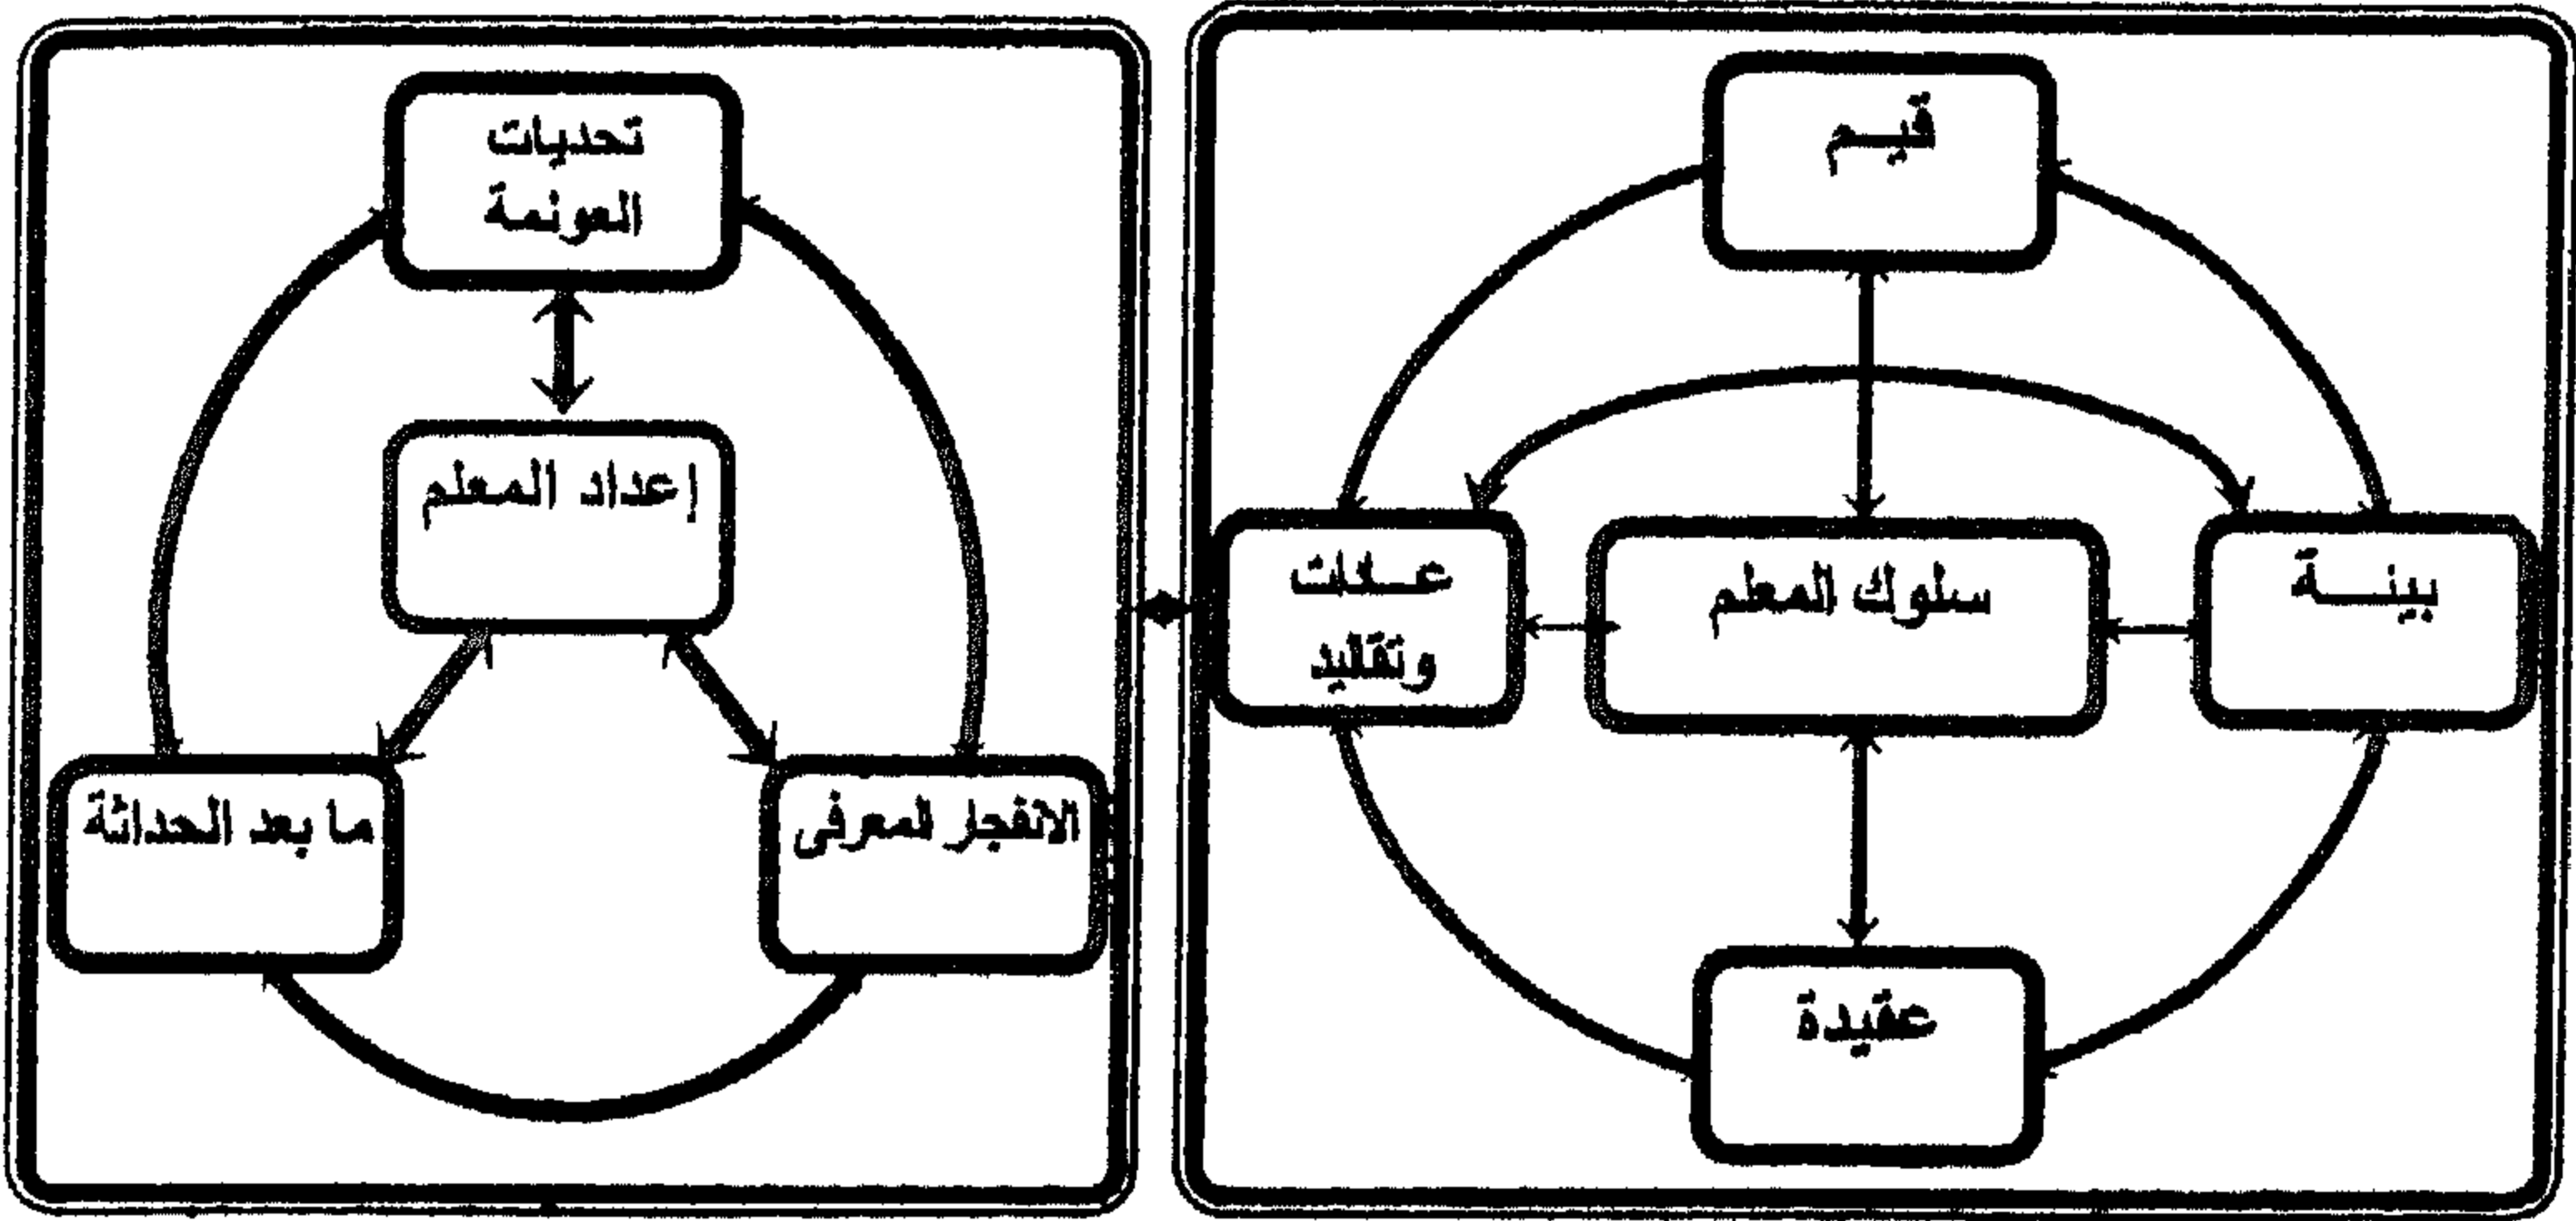 قيم
بيئة
سلوك المعلم
عادات
وتقاليد
عقيدة
تحديات
العولمة
إعداد المعلم
الانفجار المعرفى
ما بعد الحداثة